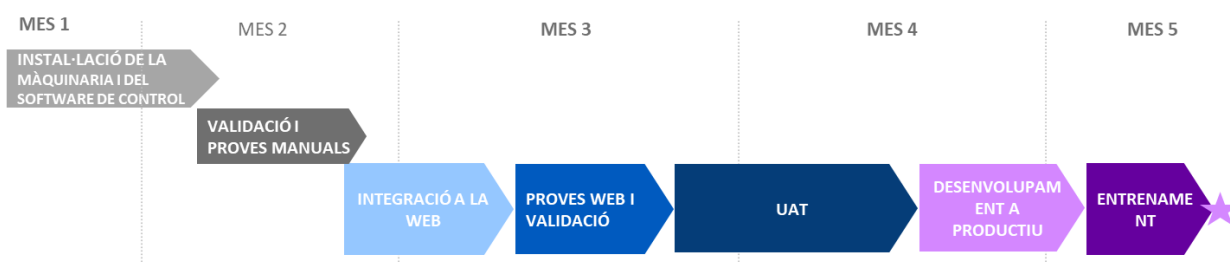 MES 1
MES 2
MES 3
MES 4
MES 5
INSTAL·LACIÓ DE LA
MÀQUINARIA I DEL
SOFTWARE DE CONTROL
VALIDACIÓ I
PROVES MANUALS
INTEGRACIÓ A LA
WEB
PROVES WEB I
VALIDACIÓ
UAT
DESENVOLUPAM
ENT A
PRODUCTIU
ENTRENAME
NT